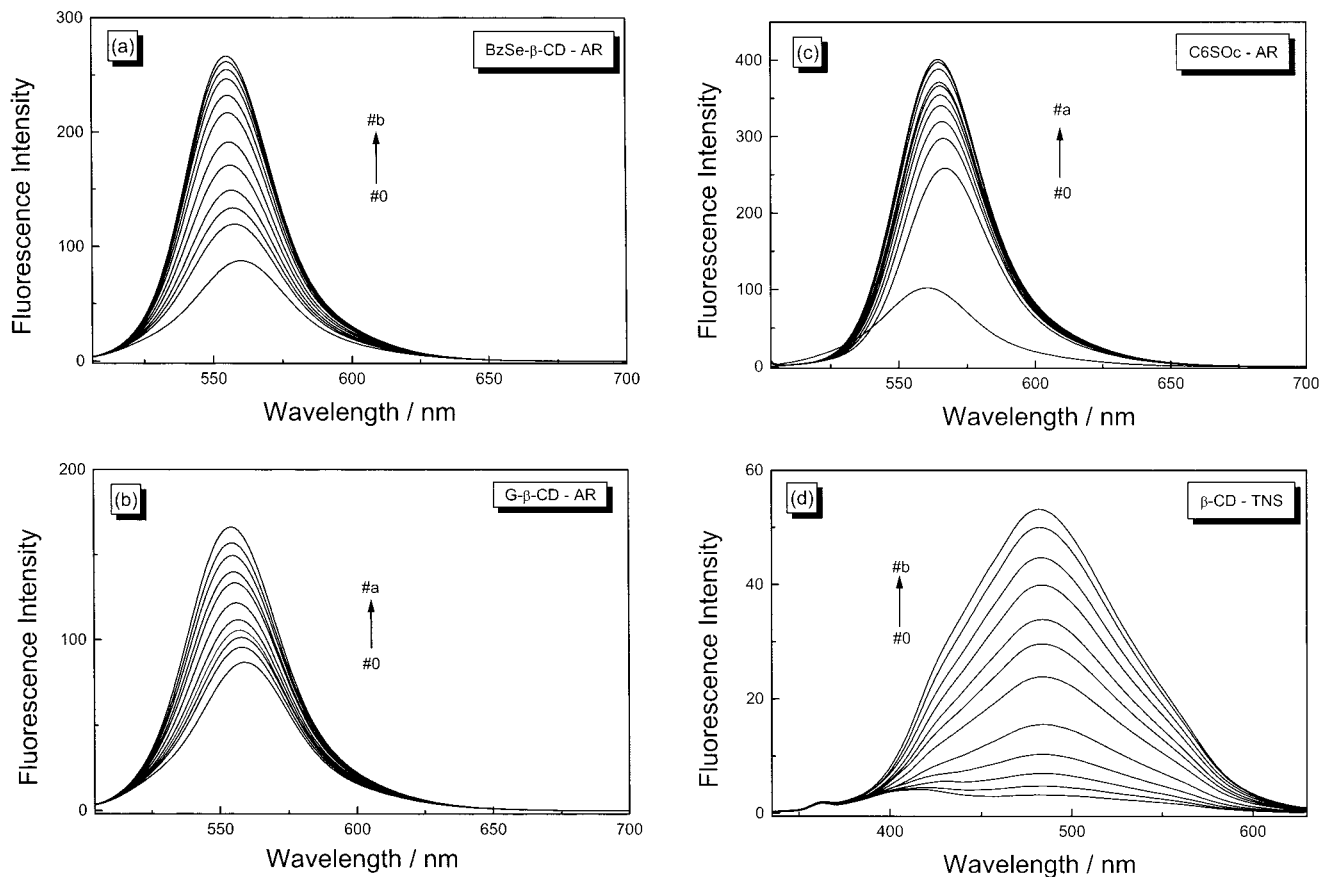 (a)
BzSe-β-CD - AR
300
200
100
0
#b
#0
550
600
650
700
Fluorescence Intensity
Wavelength / nm
(c)
C6SOc - AR
400
300
200
100
0
#a
#0
550
600
650
700
Fluorescence Intensity
Wavelength / nm
(b)
G-β-CD - AR
200
100
0
#a
#0
550
600
650
700
Fluorescence Intensity
Wavelength / nm
(d)
β-CD - TNS
60
40
20
0
#b
#0
400
500
600
Fluorescence Intensity
Wavelength / nm